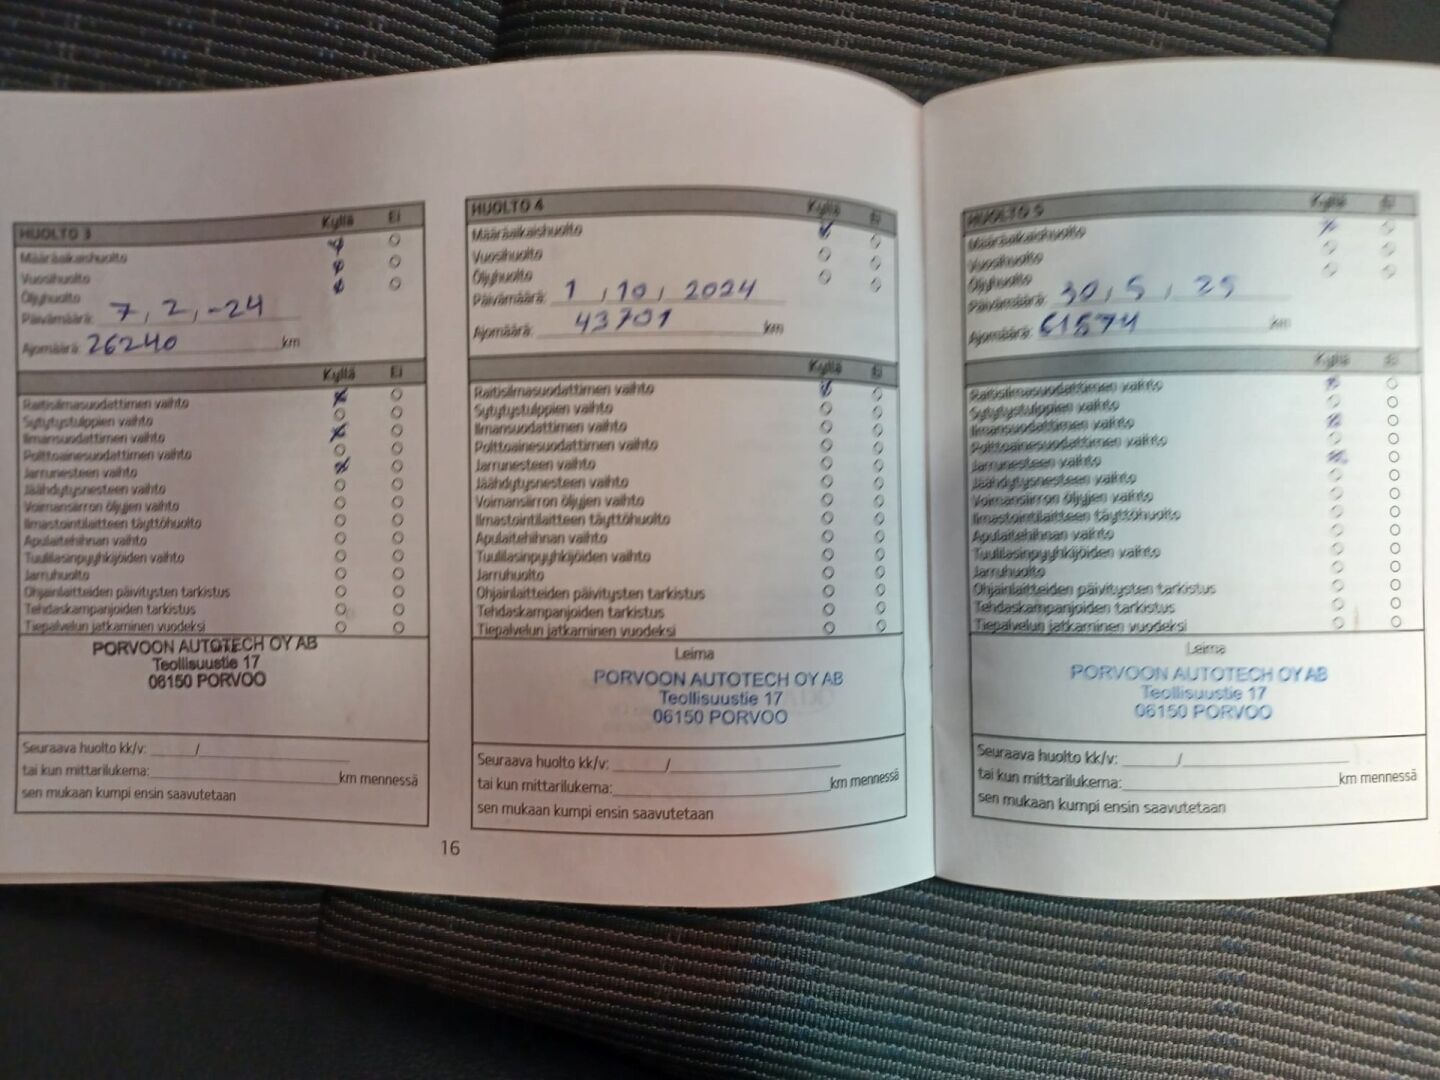 HUOLTO 3 Kyllä Ei
Määräaikaishuolto
Vuosihuolto
Öljyhuolto
Päivämäärä: 7, 2, -24
Ajomäärä: 26240 km
Kyllä Ei
Raitisilmasuodattimen vaihto
Sytytystulppien vaihto
Ilmansuodattimen vaihto
Polttoainesuodattimen vaihto
Jarrunesteen vaihto
Jäähdytysnesteen vaihto
Voimansiirron öljyjen vaihto
Ilmastointilaitteen täyttöhuolto
Apulaitehihnan vaihto
Tuulilasinpyyhkijöiden vaihto
Jarruhuolto
Ohjainlaitteiden päivitysten tarkistus
Tehdaskampanjoiden tarkistus
Tiepalvelun jatkaminen vuodeksi
PORVOON AUTOTECH OY AB
Teollisuustie 17
06150 PORVOO
Seuraava huolto kk/v: /
tai kun mittarilukema: km mennessä
sen mukaan kumpi ensin saavutetaan
HUOLTO 4 Kyllä Ei
Määräaikaishuolto
Vuosihuolto
Öljyhuolto
Päivämäärä: 1, 10, 2024
Ajomäärä: 43701 km
Kyllä Ei
Raitisilmasuodattimen vaihto
Sytytystulppien vaihto
Ilmansuodattimen vaihto
Polttoainesuodattimen vaihto
Jarrunesteen vaihto
Jäähdytysnesteen vaihto
Voimansiirron öljyjen vaihto
Ilmastointilaitteen täyttöhuolto
Apulaitehihnan vaihto
Tuulilasinpyyhkijöiden vaihto
Jarruhuolto
Ohjainlaitteiden päivitysten tarkistus
Tehdaskampanjoiden tarkistus
Tiepalvelun jatkaminen vuodeksi
Leima
PORVOON AUTOTECH OY AB
Teollisuustie 17
06150 PORVOO
Seuraava huolto kk/v: /
tai kun mittarilukema: km mennessä
sen mukaan kumpi ensin saavutetaan
16
HUOLTO 5 Kyllä Ei
Määräaikaishuolto
Vuosihuolto
Öljyhuolto
Päivämäärä: 30, 5, 25
Ajomäärä: 61574 km
Kyllä Ei
Raitisilmasuodattimen vaihto
Sytytystulppien vaihto
Ilmansuodattimen vaihto
Polttoainesuodattimen vaihto
Jarrunesteen vaihto
Jäähdytysnesteen vaihto
Voimansiirron öljyjen vaihto
Ilmastointilaitteen täyttöhuolto
Apulaitehihnan vaihto
Tuulilasinpyyhkijöiden vaihto
Jarruhuolto
Ohjainlaitteiden päivitysten tarkistus
Tehdaskampanjoiden tarkistus
Tiepalvelun jatkaminen vuodeksi
Leima
PORVOON AUTOTECH OY AB
Teollisuustie 17
06150 PORVOO
Seuraava huolto kk/v: /
tai kun mittarilukema: km mennessä
sen mukaan kumpi ensin saavutetaan